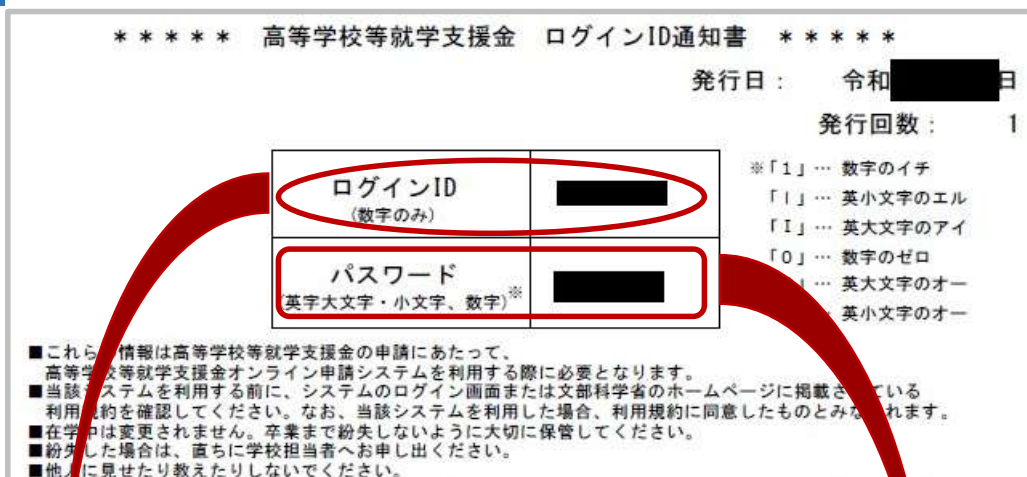 ＊＊＊＊＊ 高等学校等就学支援金 ログインID通知書 ＊＊＊＊＊
発行日： 令和 日
発行回数： 1
ログインID
(数字のみ)
パスワード
(英字大文字・小文字、数字)※
※「1」… 数字のイチ
「l」… 英小文字のエル
「I」… 英大文字のアイ
「0」… 数字のゼロ
」… 英大文字のオー
英小文字のオー
■これら 情報は高等学校等就学支援金の申請にあたって、
高等学校等就学支援金オンライン申請システムを利用する際に必要となります。
■当該システムを利用する前に、システムのログイン画面または文部科学省のホームページに掲載されている
利用規約を確認してください。なお、当該システムを利用した場合、利用規約に同意したものとみなされます。
■在学中は変更されません。卒業まで紛失しないように大切に保管してください。
■紛失した場合は、直ちに学校担当者へお申し出ください。
■他人に見せたり教えたりしないでください。